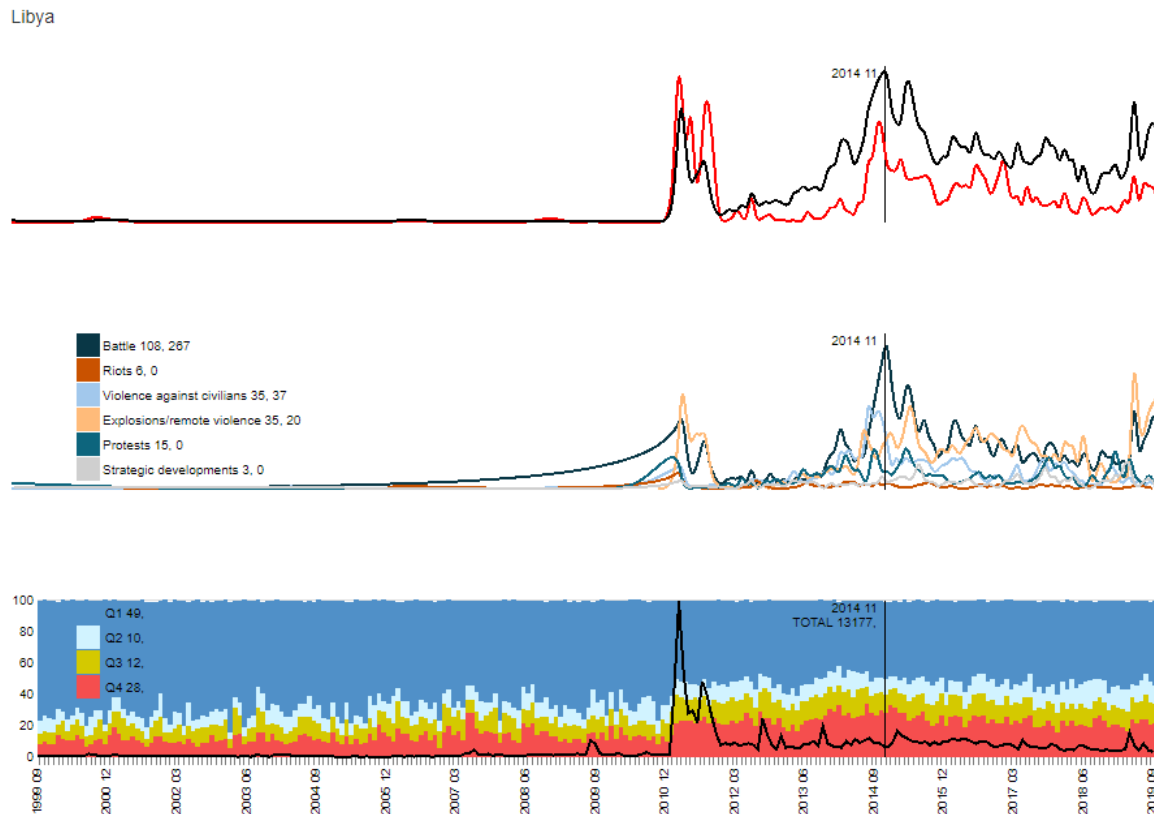 Libya
2014 11
2014 11
Battle 108, 267
Riots 6, 0
Violence against civilians 35, 37
Explosions/remote violence 35, 20
Protests 15, 0
Strategic developments 3, 0
100
80
60
40
20
0
Q1 49,
Q2 10,
Q3 12,
Q4 28,
2014 11
TOTAL 13177,
1999 09
2000 12
2002 03
2003 06
2004 09
2005 12
2007 03
2008 06
2009 09
2010 12
2012 03
2013 06
2014 09
2015 12
2017 03
2018 06
2019 09